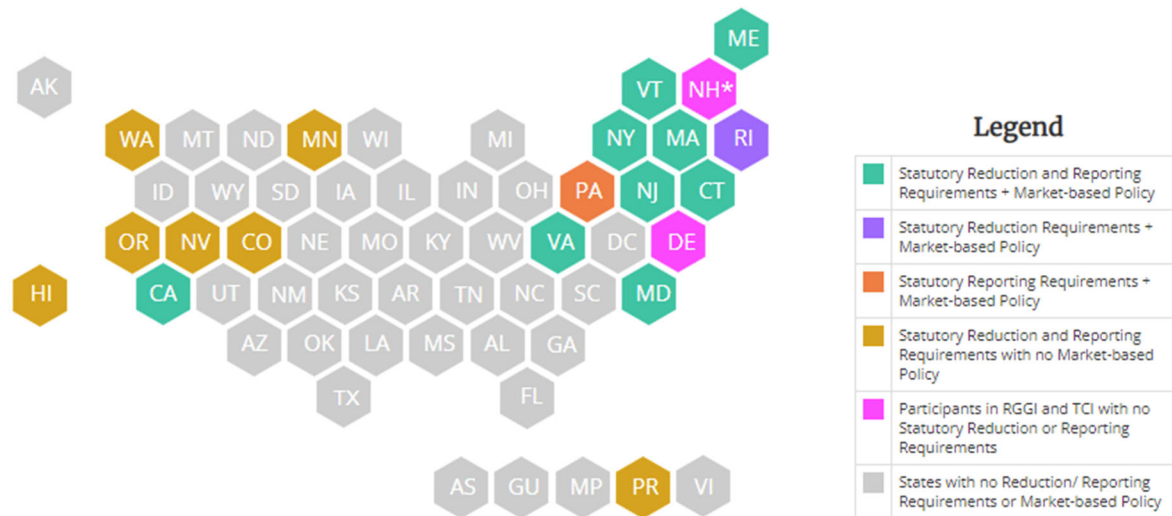 ME
AK VT NH*
WA MT ND MN WI MI NY MA RI
ID WY SD IA IL IN OH PA NJ CT
OR NV CO NE MO KY WV VA DC DE
HI CA UT NM KS AR TN NC SC MD
AZ OK LA MS AL GA
TX FL
AS GU MP PR VI
Legend
Statutory Reduction and Reporting
Requirements + Market-based Policy
Statutory Reduction Requirements +
Market-based Policy
Statutory Reporting Requirements +
Market-based Policy
Statutory Reduction and Reporting
Requirements with no Market-based
Policy
Participants in RGGI and TCI with no
Statutory Reduction or Reporting
Requirements
States with no Reduction/ Reporting
Requirements or Market-based Policy